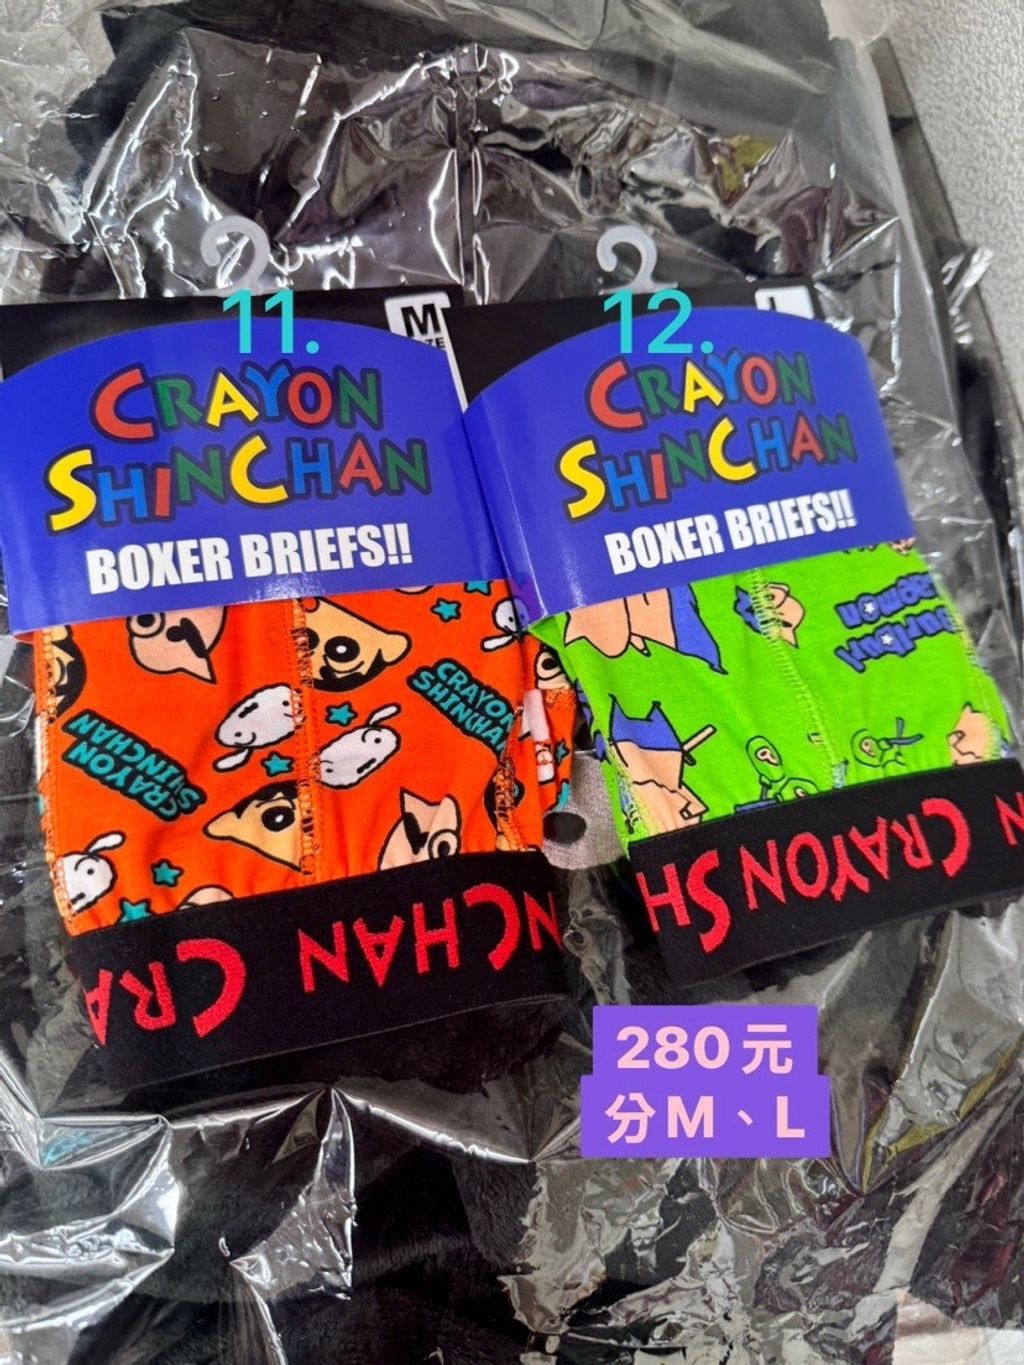 11.
M
CRAYON
SHINCHAN
BOXER BRIEFS!!
12.
L
CRAYON
SHINCHAN
BOXER BRIEFS!!
CRAYON
SHINCHAN
CRAYON
SHINCHAN
NCHAN CRA
CRAYON SH
280元
分M、L